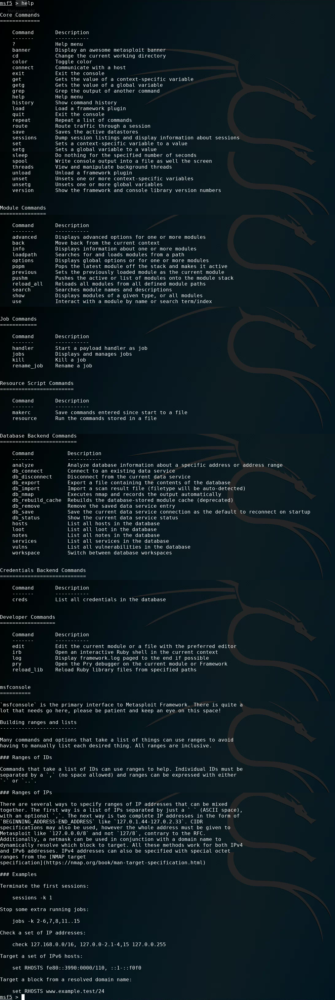 msf5 > help
Metaspolitabl
Core Commands
=============
    Command       Description
    -------       -----------
    ?             Help menu
    banner        Display an awesome metasploit banner
    cd            Change the current working directory
    color         Toggle color
    connect       Communicate with a host
    exit          Exit the console
    get           Gets the value of a context-specific variable
    getg          Gets the value of a global variable
    grep          Grep the output of another command
    help          Help menu
    history       Show command history
    load          Load a framework plugin
    quit          Exit the console
    repeat        Repeat a list of commands
    route         Route traffic through a session
    save          Saves the active datastores
    sessions      Dump session listings and display information about sessions
    set           Sets a context-specific variable to a value
    setg          Sets a global variable to a value
    sleep         Do nothing for the specified number of seconds
    spool         Write console output into a file as well the screen
    threads       View and manipulate background threads
    unload        Unload a framework plugin
    unset         Unsets one or more context-specific variables
    unsetg        Unsets one or more global variables
    version       Show the framework and console library version numbers
Module Commands
===============
    Command       Description
    -------       -----------
    advanced      Displays advanced options for one or more modules
    back          Move back from the current context
    info          Displays information about one or more modules
    loadpath      Searches for and loads modules from a path
    options       Displays global options or for one or more modules
    popm          Pops the latest module off the stack and makes it active
    previous      Sets the previously loaded module as the current module
    pushm         Pushes the active or list of modules onto the module stack
    reload_all    Reloads all modules from all defined module paths
    search        Searches module names and descriptions
    show          Displays modules of a given type, or all modules
    use           Interact with a module by name or search term/index
Job Commands
============
    Command       Description
    -------       -----------
    handler       Start a payload handler as job
    jobs          Displays and manages jobs
    kill          Kill a job
    rename_job    Rename a job
Resource Script Commands
========================
    Command       Description
    -------       -----------
    makerc        Save commands entered since start to a file
    resource      Run the commands stored in a file
Database Backend Commands
=========================
    Command           Description
    -------           -----------
    analyze           Analyze database information about a specific address or address range
    db_connect        Connect to an existing data service
    db_disconnect     Disconnect from the current data service
    db_export         Export a file containing the contents of the database
    db_import         Import a scan result file (filetype will be auto-detected)
    db_nmap           Executes nmap and records the output automatically
    db_rebuild_cache  Rebuilds the database-stored module cache (deprecated)
    db_remove         Remove the saved data service entry
    db_save           Save the current data service connection as the default to reconnect on startup
    db_status         Show the current data service status
    hosts             List all hosts in the database
    loot              List all loot in the database
    notes             List all notes in the database
    services          List all services in the database
    vulns             List all vulnerabilities in the database
    workspace         Switch between database workspaces
Credentials Backend Commands
============================
    Command       Description
    -------       -----------
    creds         List all credentials in the database
Developer Commands
==================
    Command       Description
    -------       -----------
    edit          Edit the current module or a file with the preferred editor
    irb           Open an interactive Ruby shell in the current context
    log           Display framework.log paged to the end if possible
    pry           Open the Pry debugger on the current module or Framework
    reload_lib    Reload Ruby library files from specified paths
msfconsole
==========
`msfconsole` is the primary interface to Metasploit Framework. There is quite a
lot that needs go here, please be patient and keep an eye on this space!
Building ranges and lists
-------------------------
Many commands and options that take a list of things can use ranges to avoid
having to manually list each desired thing. All ranges are inclusive.
### Ranges of IDs
Commands that take a list of IDs can use ranges to help. Individual IDs must be
separated by a `,` (no space allowed) and ranges can be expressed with either
`-` or `..`.
### Ranges of IPs
There are several ways to specify ranges of IP addresses that can be mixed
together. The first way is a list of IPs separated by just a ` ` (ASCII space),
with an optional `,`. The next way is two complete IP addresses in the form of
`BEGINNING_ADDRESS-END_ADDRESS` like `127.0.1.44-127.0.2.33`. CIDR
specifications may also be used, however the whole address must be given to
Metasploit like `127.0.0.0/8` and not `127/8`, contrary to the RFC.
Additionally, a netmask can be used in conjunction with a domain name to
dynamically resolve which block to target. All these methods work for both IPv4
and IPv6 addresses. IPv4 addresses can also be specified with special octet
ranges from the [NMAP target
specification](https://nmap.org/book/man-target-specification.html)
### Examples
Terminate the first sessions:
    sessions -k 1
Stop some extra running jobs:
    jobs -k 2-6,7,8,11..15
Check a set of IP addresses:
    check 127.168.0.0/16, 127.0.0-2.1-4,15 127.0.0.255
Target a set of IPv6 hosts:
    set RHOSTS fe80::3990:0000/110, ::1-::f0f0
Target a block from a resolved domain name:
    set RHOSTS www.example.test/24
msf5 >